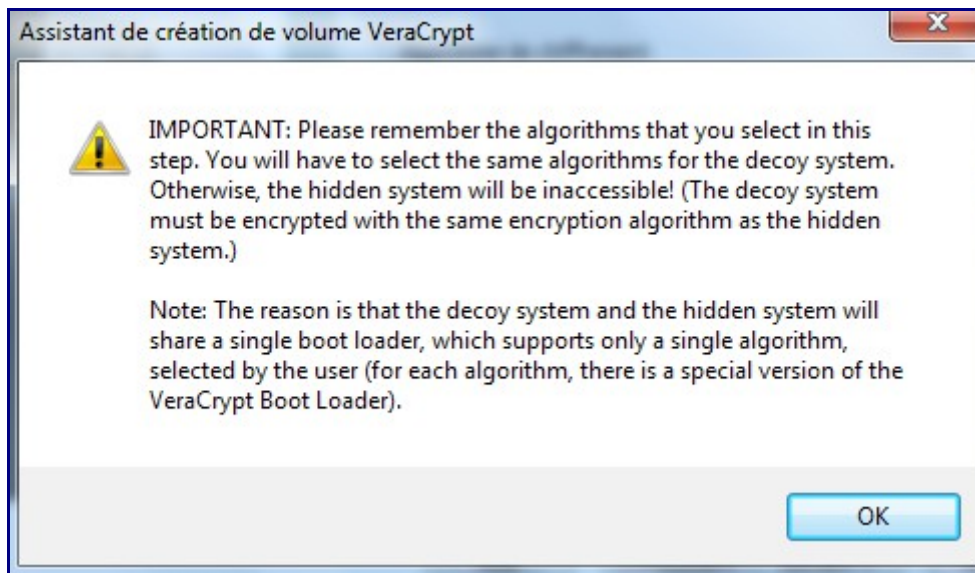 Assistant de création de volume VeraCrypt
IMPORTANT: Please remember the algorithms that you select in this
step. You will have to select the same algorithms for the decoy system.
Otherwise, the hidden system will be inaccessible! (The decoy system
must be encrypted with the same encryption algorithm as the hidden
system.)
Note: The reason is that the decoy system and the hidden system will
share a single boot loader, which supports only a single algorithm,
selected by the user (for each algorithm, there is a special version of the
VeraCrypt Boot Loader).
OK